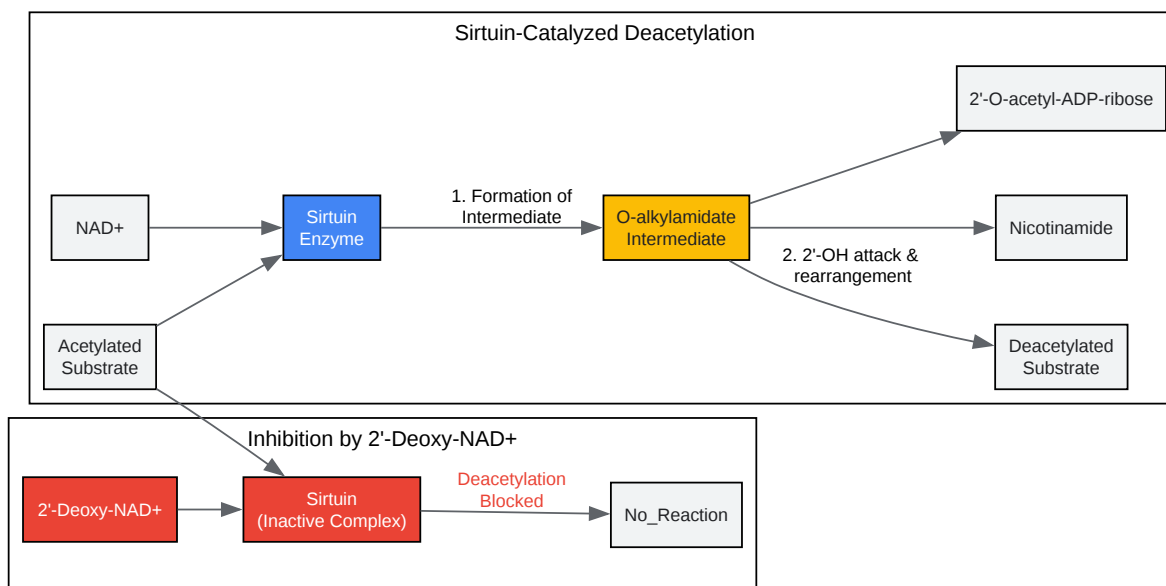 Sirtuin-Catalyzed Deacetylation
2'-O-acetyl-ADP-ribose
NAD+
Sirtuin
Enzyme
1. Formation of
Intermediate
O-alkylamidate
Intermediate
Nicotinamide
2. 2'-OH attack &
rearrangement
Acetylated
Substrate
Deacetylated
Substrate
Inhibition by 2'-Deoxy-NAD+
2'-Deoxy-NAD+
Sirtuin
(Inactive Complex)
Deacetylation
Blocked
No_Reaction